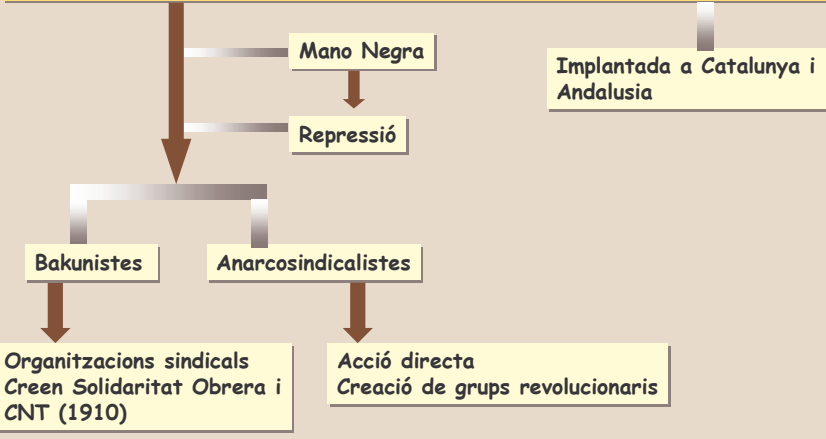 Mano Negra
Implantada a Catalunya i
Andalusia
Repressió
Bakunistes
Anarcosindicalistes
Organitzacions sindicals
Creen Solidaritat Obrera i
CNT (1910)
Acció directa
Creació de grups revolucionaris